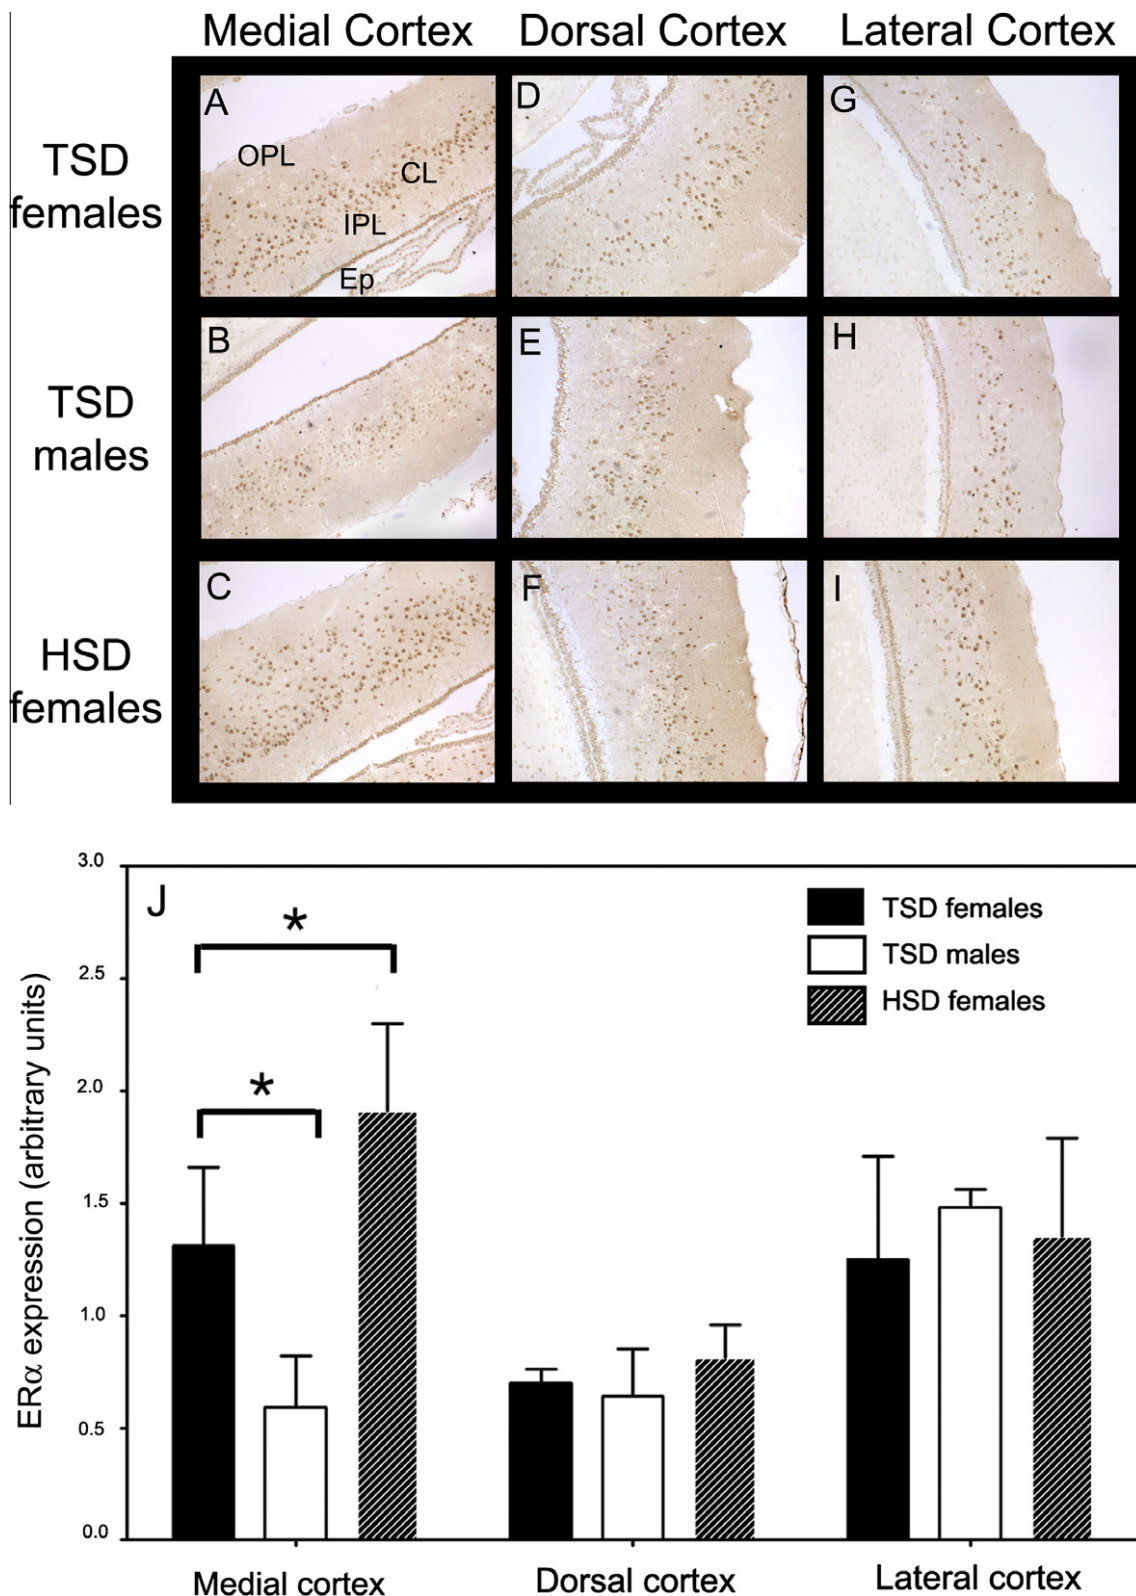 Medial Cortex Dorsal Cortex Lateral Cortex
TSD
females
A
OPL
CL
IPL
Ep
D
G
TSD
males
B
E
H
HSD
females
C
F
I
J
*
*
TSD females
TSD males
HSD females
ERα expression (arbitrary units)
3.0
2.5
2.0
1.5
1.0
0.5
0.0
Medial cortex Dorsal cortex Lateral cortex